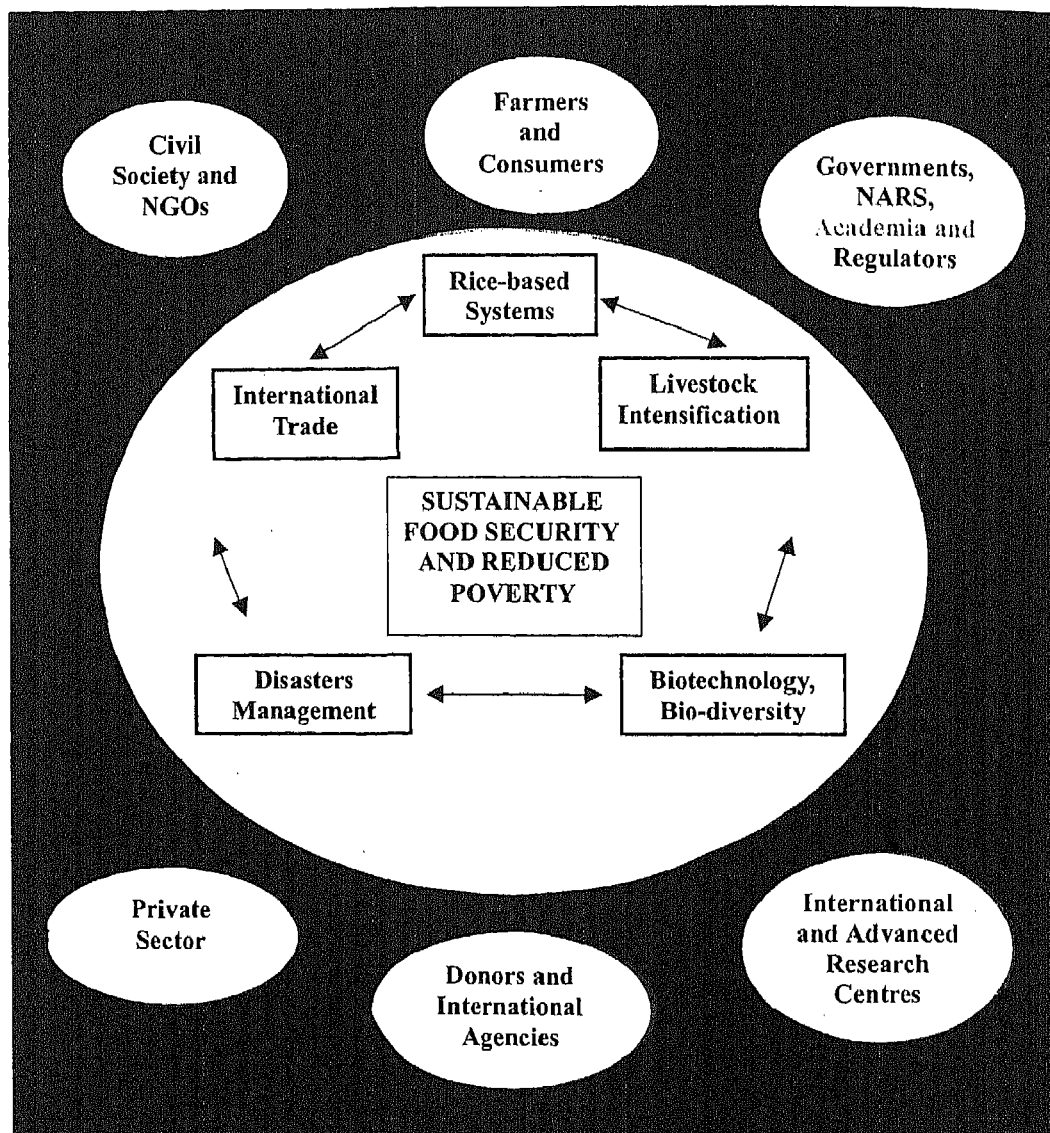 Farmers
and
Consumers
Civil
Society and
NGOs
Governments,
NARS,
Academia and
Regulators
Rice-based
Systems
International
Trade
Livestock
Intensification
SUSTAINABLE
FOOD SECURITY
AND REDUCED
POVERTY
Disasters
Management
Biotechnology,
Bio-diversity
Private
Sector
Donors and
International
Agencies
International
and Advanced
Research
Centres